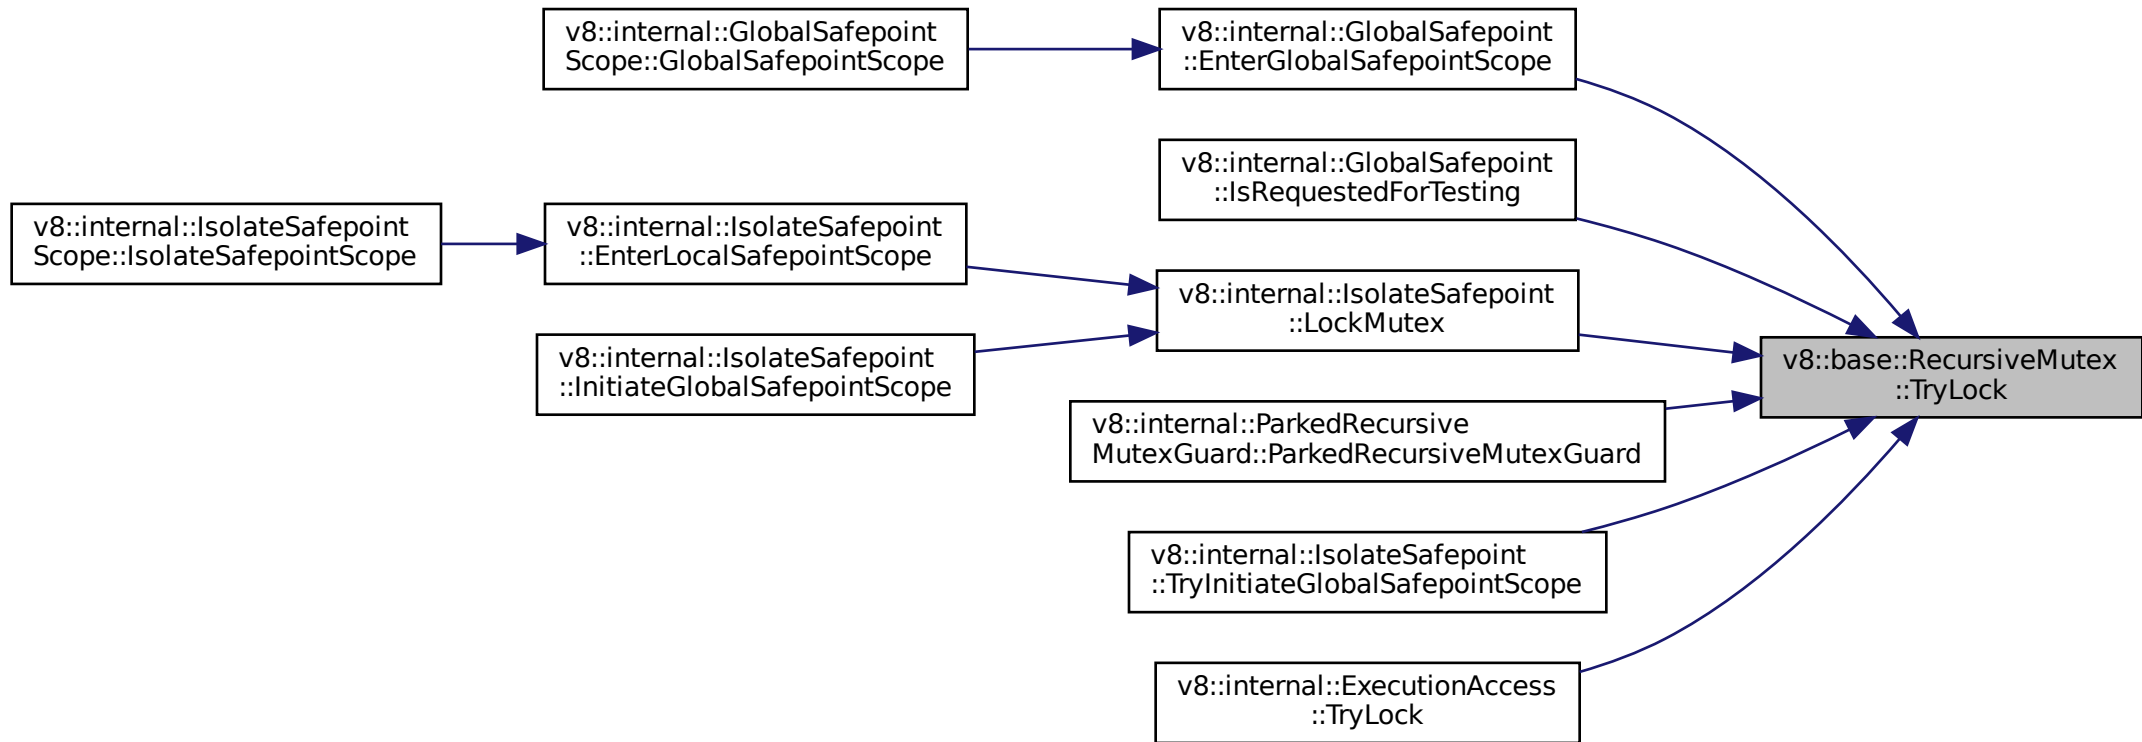 v8::internal::GlobalSafepoint
Scope::GlobalSafepointScope
v8::internal::GlobalSafepoint
::EnterGlobalSafepointScope
v8::internal::GlobalSafepoint
::IsRequestedForTesting
v8::internal::IsolateSafepoint
Scope::IsolateSafepointScope
v8::internal::IsolateSafepoint
::EnterLocalSafepointScope
v8::internal::IsolateSafepoint
::LockMutex
v8::internal::IsolateSafepoint
::InitiateGlobalSafepointScope
v8::base::RecursiveMutex
::TryLock
v8::internal::ParkedRecursive
MutexGuard::ParkedRecursiveMutexGuard
v8::internal::IsolateSafepoint
::TryInitiateGlobalSafepointScope
v8::internal::ExecutionAccess
::TryLock